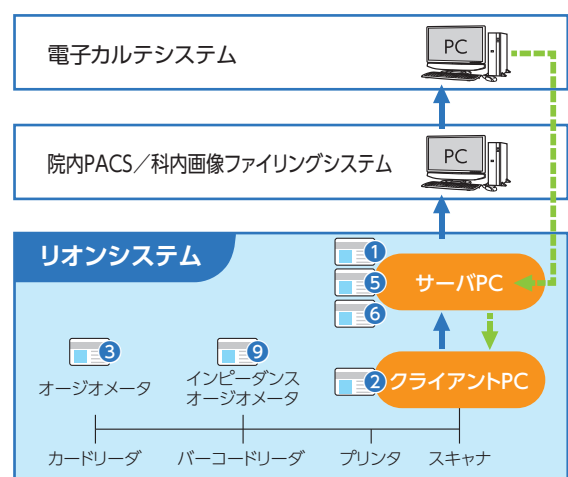 電子カルテシステム
PC
院内PACS／科内画像ファイリングシステム
PC
リオンシステム
1
5
サーバPC
6
3
9
オージオメータ
インピーダンス
オージオメータ
2
クライアントPC
カードリーダ
バーコードリーダ
プリンタ
スキャナ